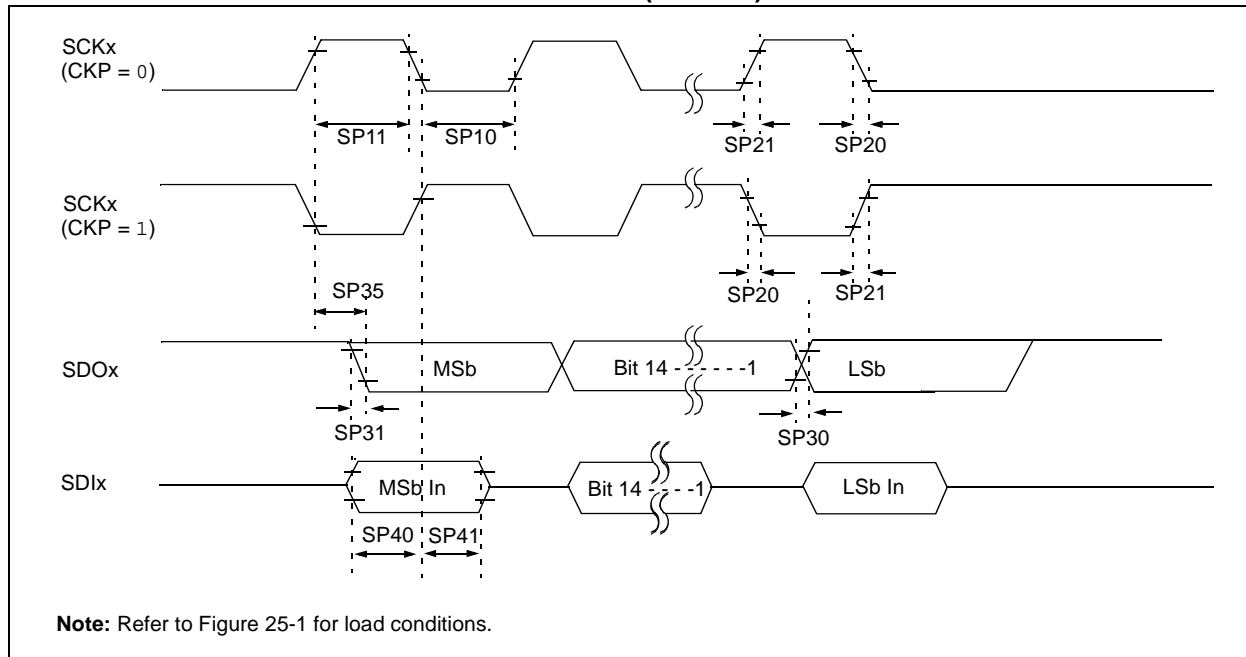 SCKx
(CKP = 0)
SP11
SP10
SP21
SP20
SCKx
(CKP = 1)
SP35
SP20
SP21
SDOx
MSb
Bit 14 - - - - - -1
LSb
SP31
SP30
SDIx
MSb In
Bit 14 - - - - -1
LSb In
SP40
SP41
Note: Refer to Figure 25-1 for load conditions.